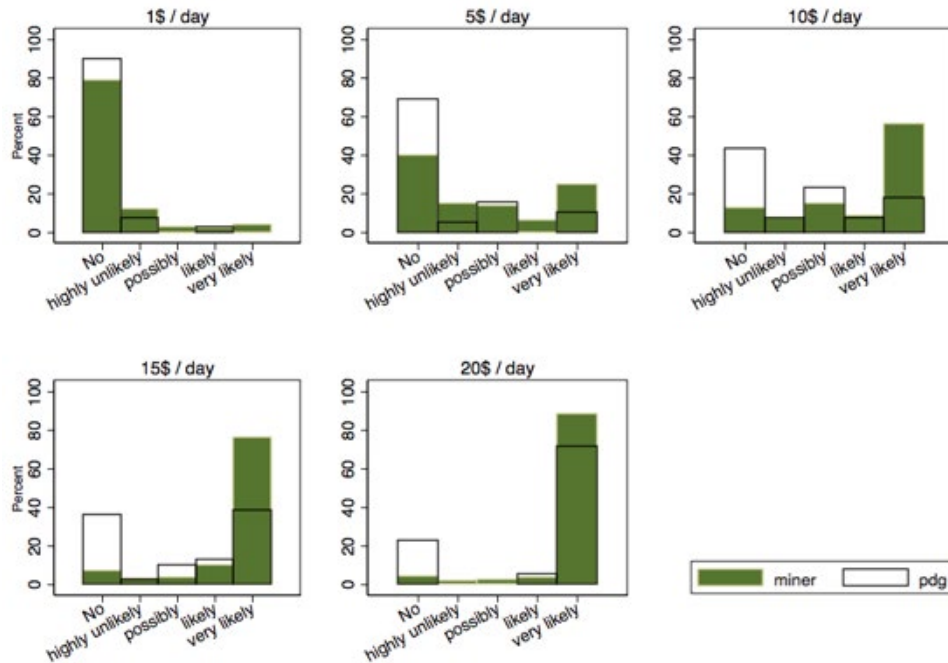 1$ / day
5$ / day
10$ / day
Percent
0 20 40 60 80 100
No
highly unlikely
possibly
likely
very likely
0 20 40 60 80 100
No
highly unlikely
possibly
likely
very likely
0 20 40 60 80 100
No
highly unlikely
possibly
likely
very likely
15$ / day
20$ / day
Percent
0 20 40 60 80 100
No
highly unlikely
possibly
likely
very likely
0 20 40 60 80 100
No
highly unlikely
possibly
likely
very likely
miner pdg